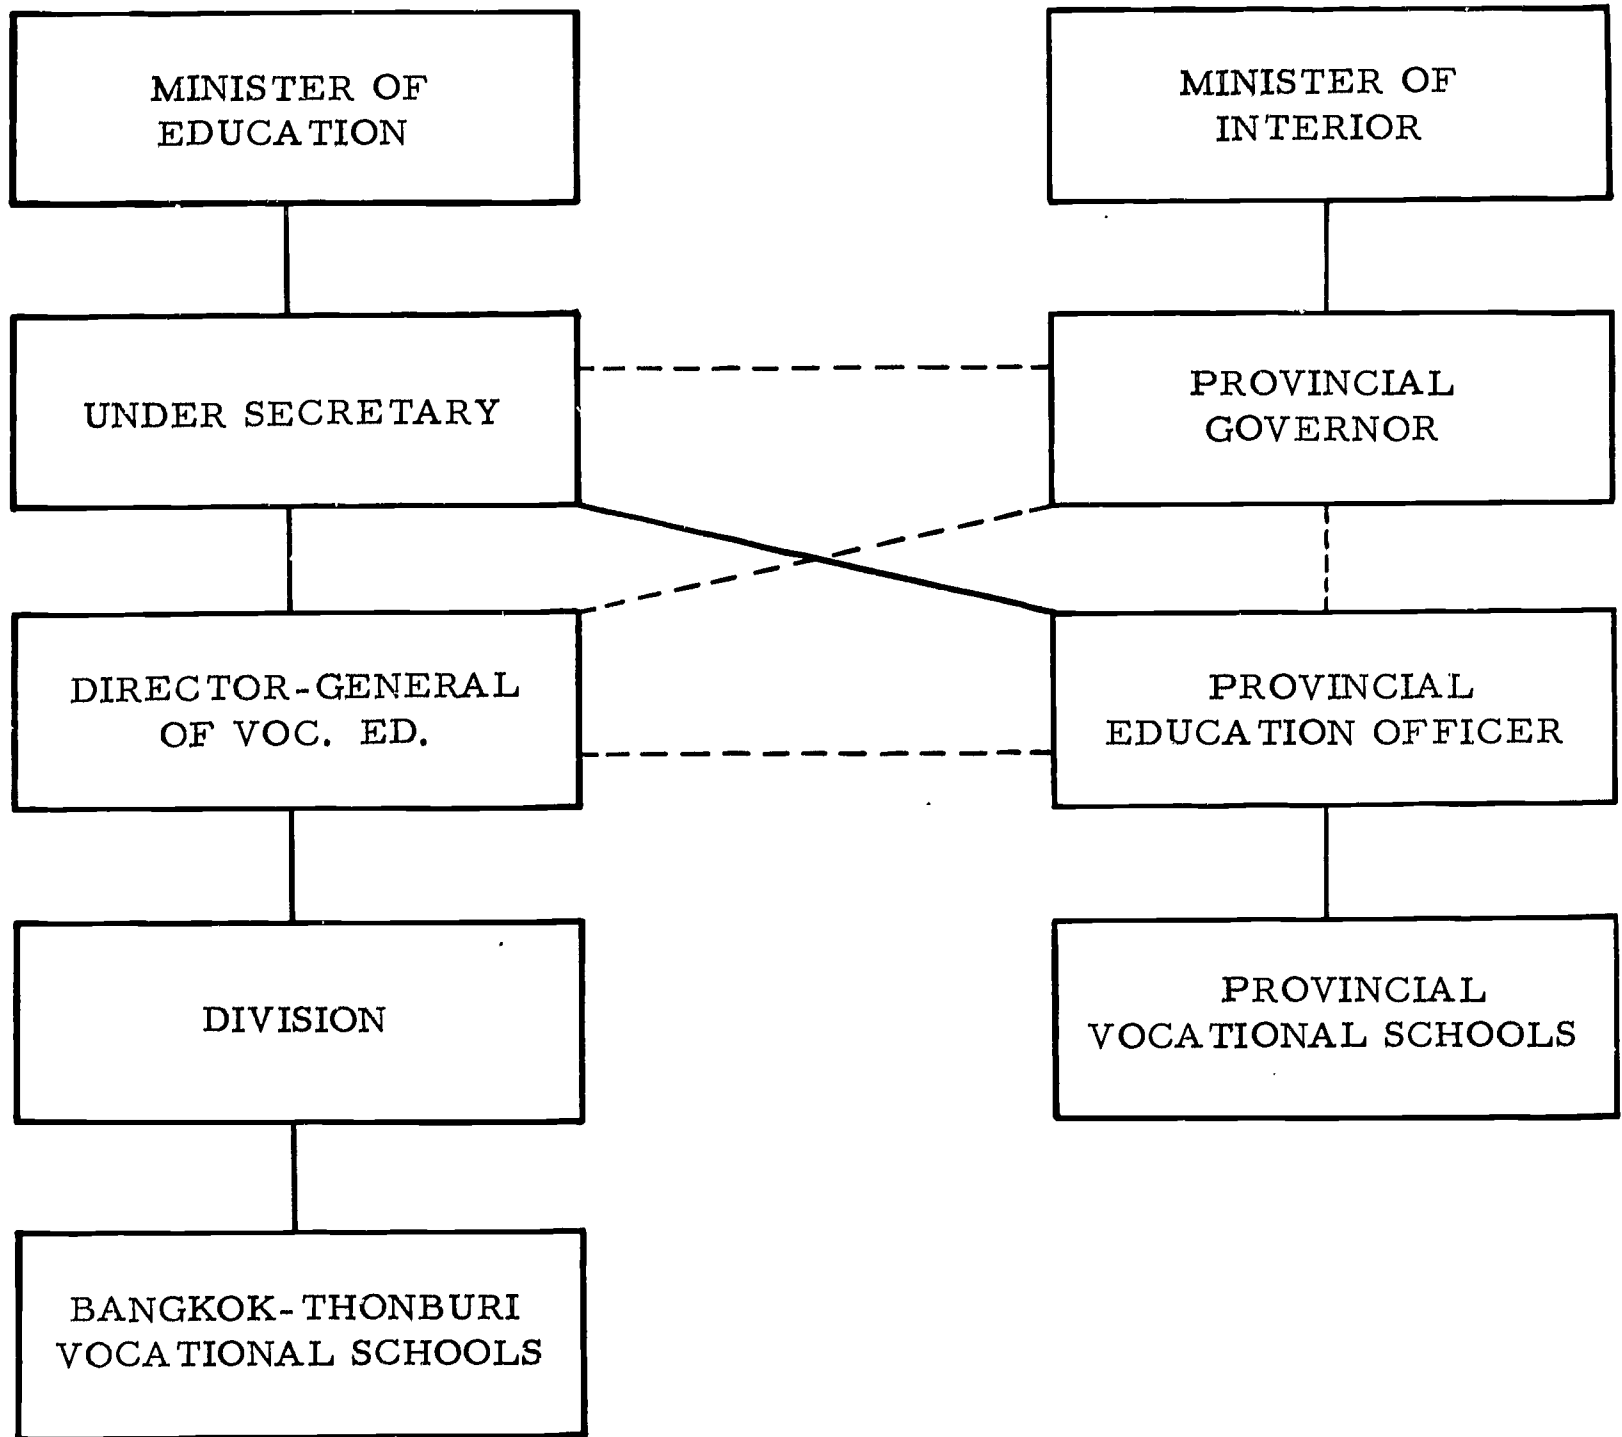 MINISTER OF
EDUCATION
MINISTER OF
INTERIOR
UNDER SECRETARY
PROVINCIAL
GOVERNOR
DIRECTOR-GENERAL
OF VOC. ED.
PROVINCIAL
EDUCATION OFFICER
DIVISION
PROVINCIAL
VOCATIONAL SCHOOLS
BANGKOK-THONBURI
VOCATIONAL SCHOOLS